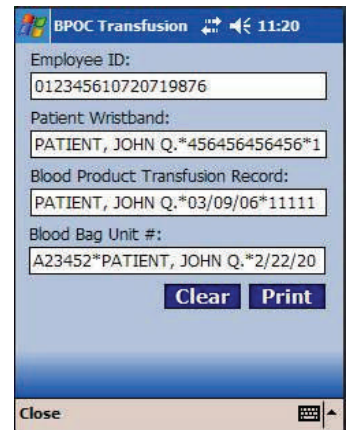 BPOC Transfusion 11:20
Employee ID:
012345610720719876
Patient Wristband:
PATIENT, JOHN Q.*456456456456*1
Blood Product Transfusion Record:
PATIENT, JOHN Q.*03/09/06*11111
Blood Bag Unit #:
A23452*PATIENT, JOHN Q.*2/22/20
Clear Print
Close